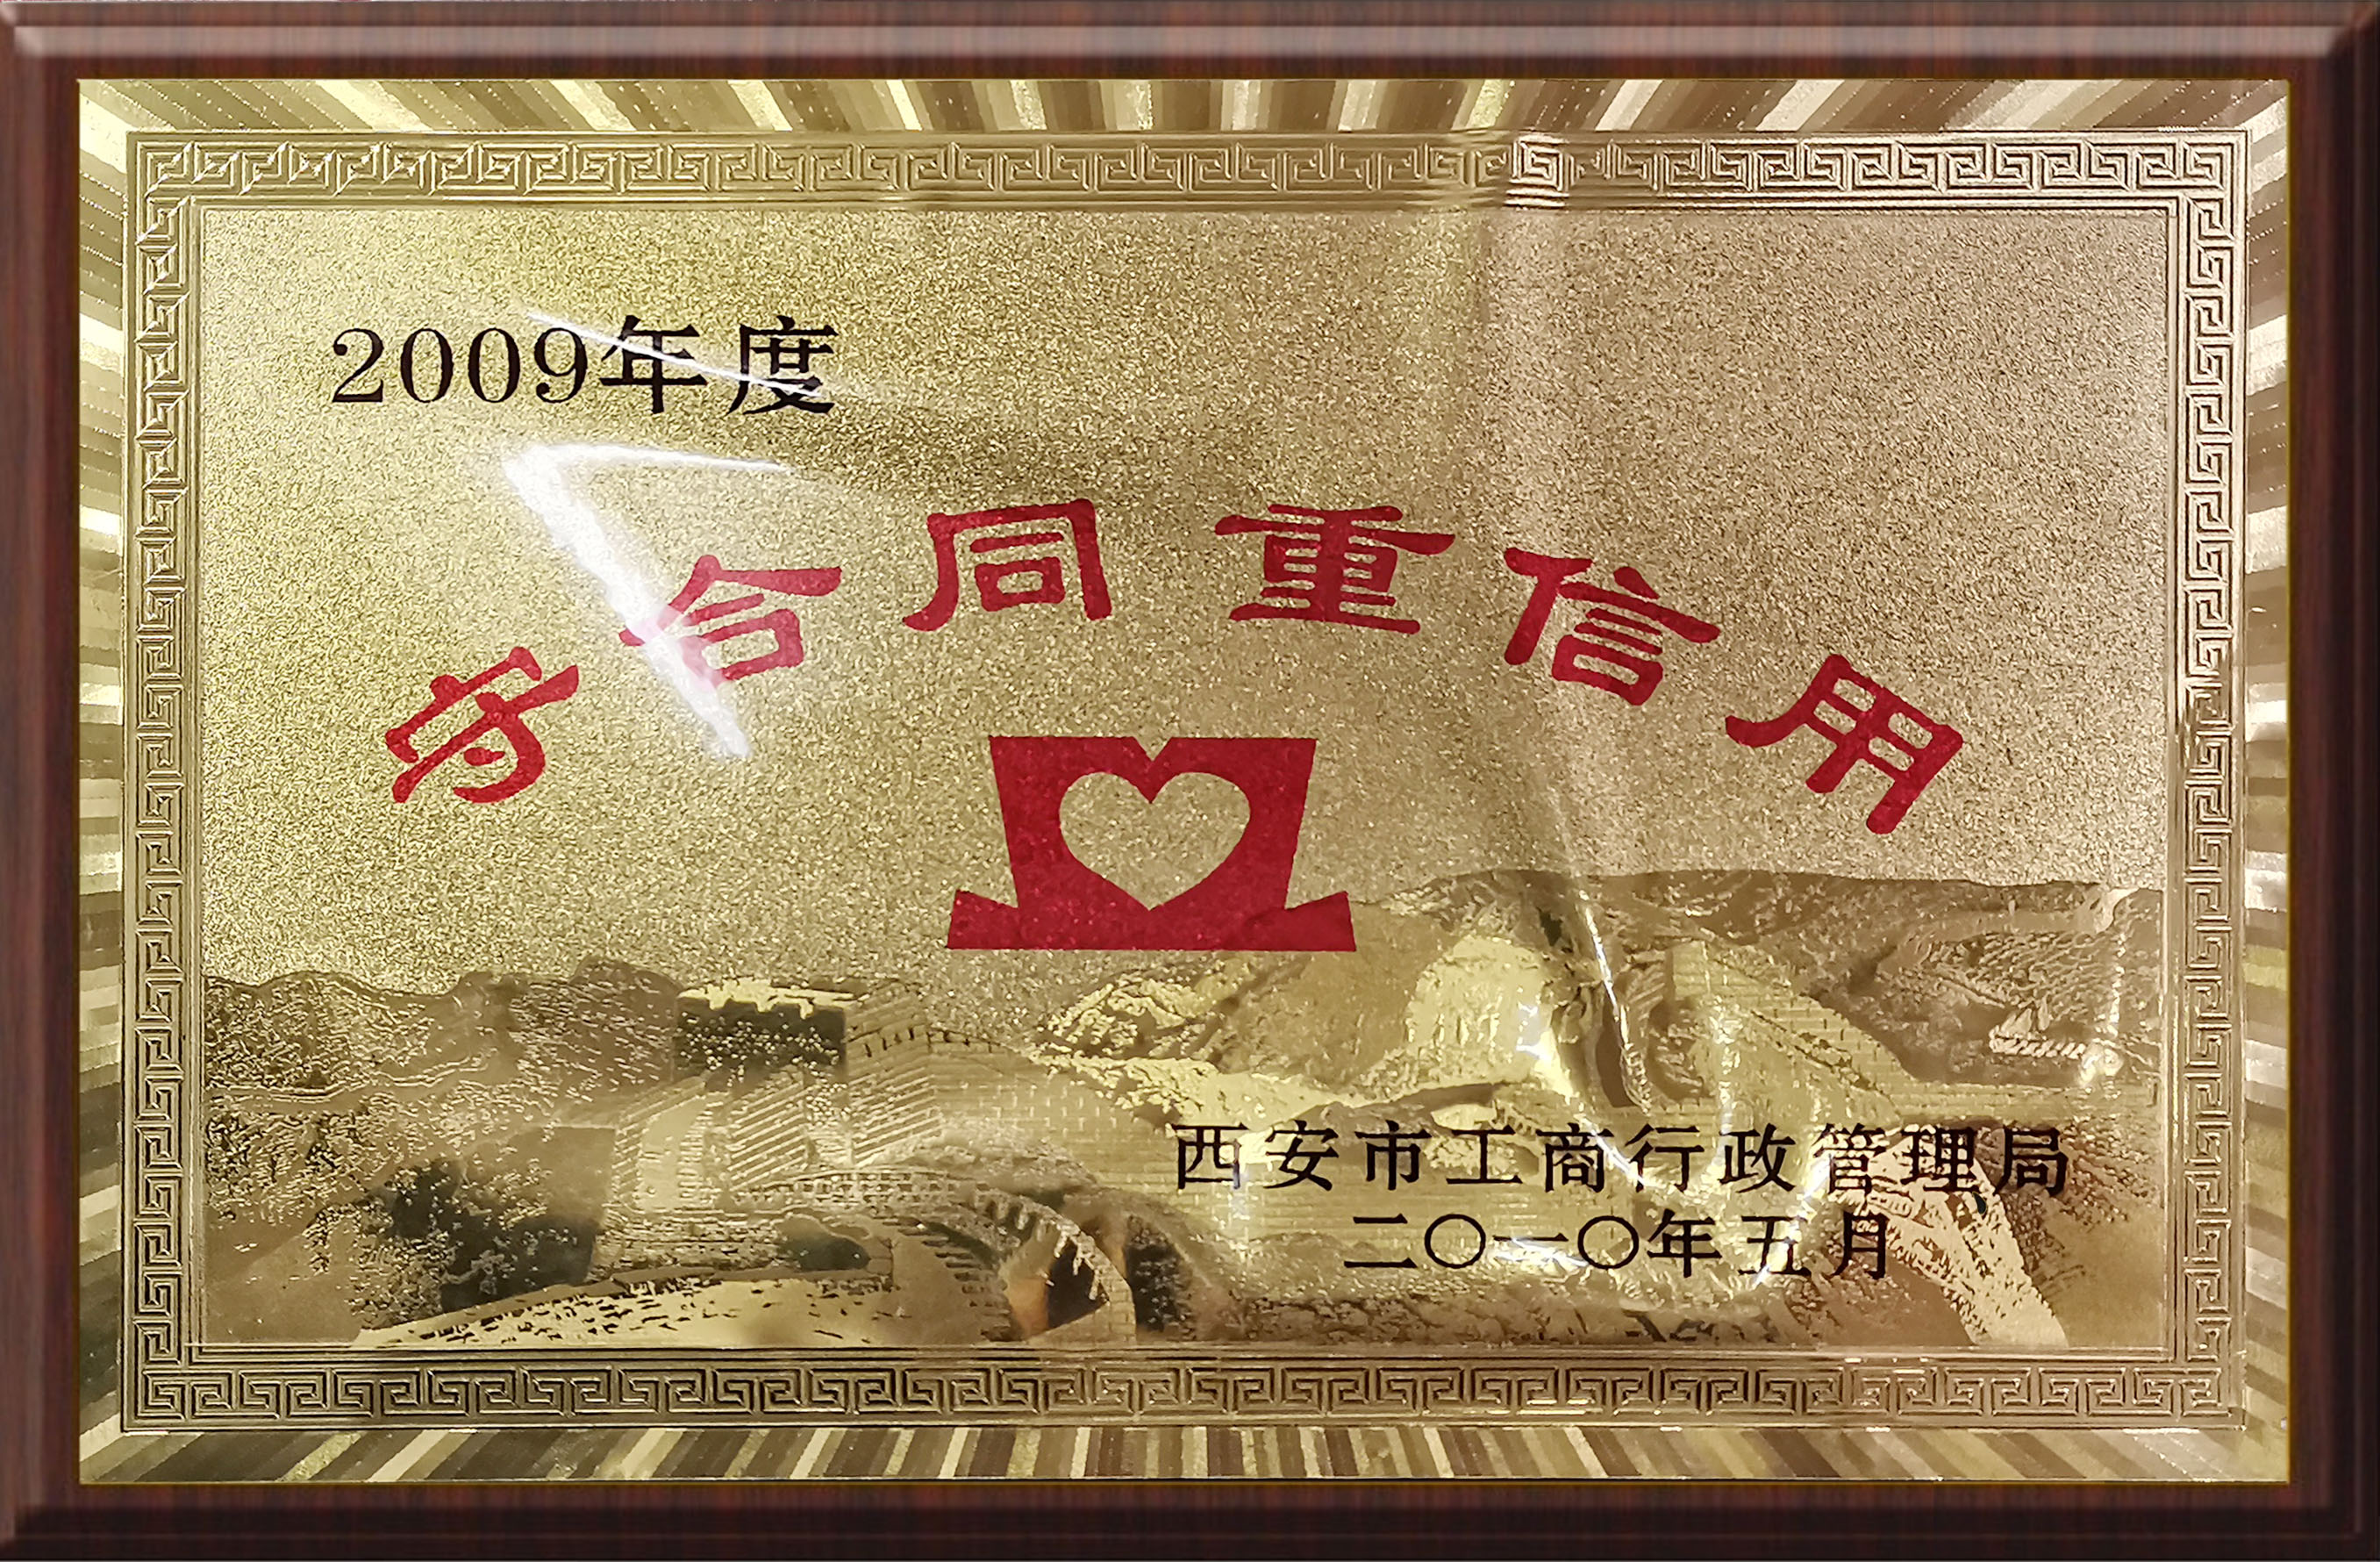 2009年度
守合同重信用
西安市工商行政管理局
二〇一〇年五月